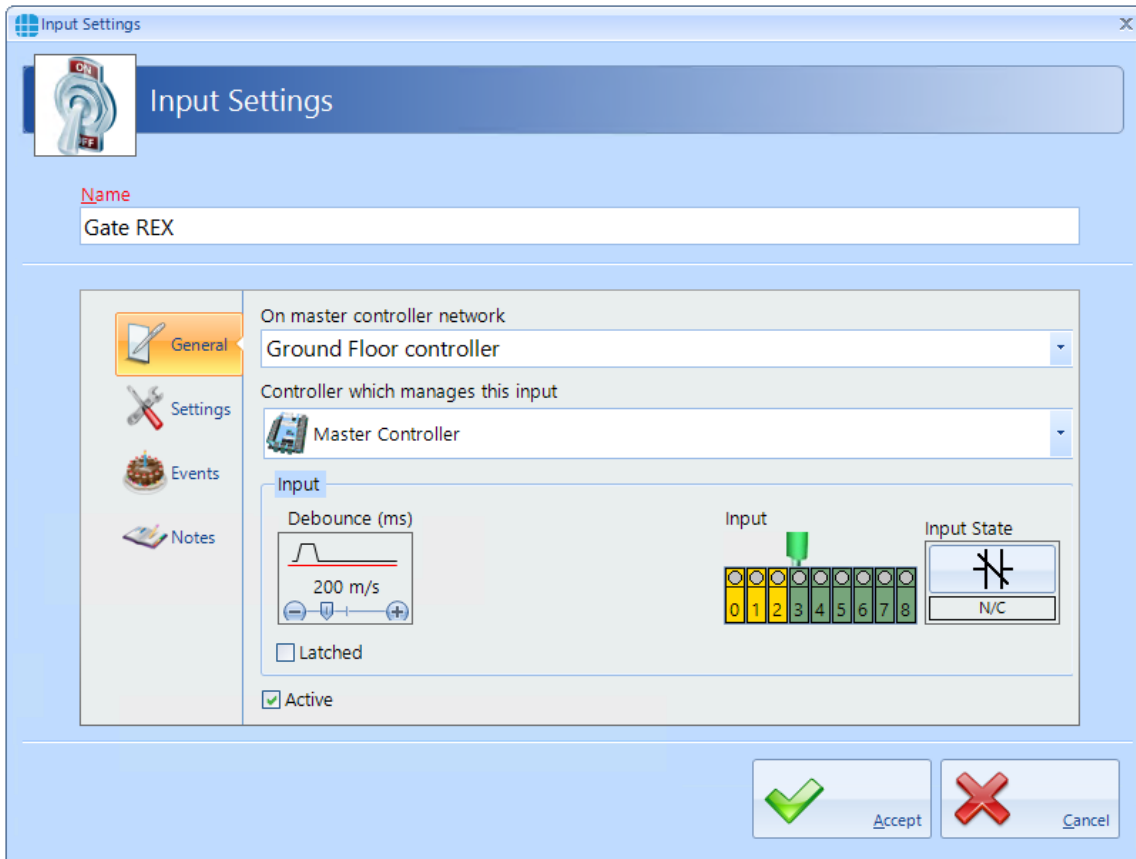 Input Settings
ON
Input Settings
OFF
Name
Gate REX
On master controller network
General
Ground Floor controller
Controller which manages this input
Settings
Master Controller
Events
Input
Debounce (ms)
Input
Input State
Notes
200 m/s
0 1 2 3 4 5 6 7 8
N/C
Latched
Active
Accept
Cancel